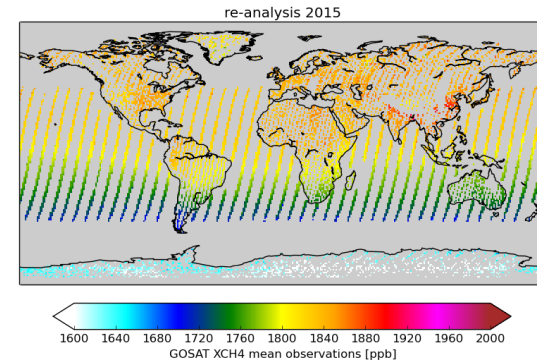 re-analysis 2015
1600 1640 1680 1720 1760 1800 1840 1880 1920 1960 2000
GOSAT XCH4 mean observations [ppb]